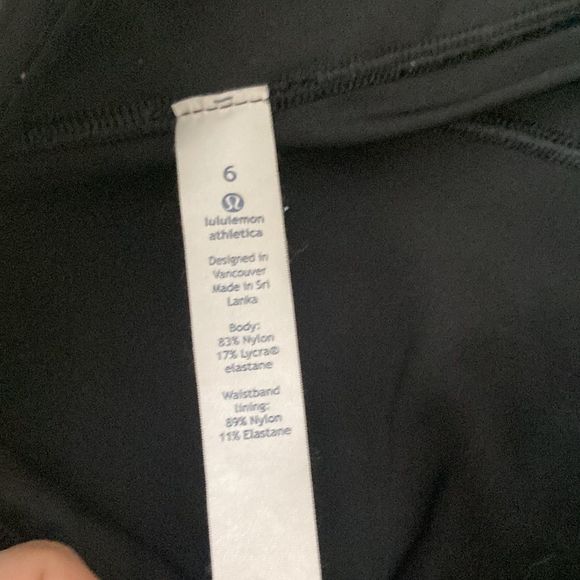 6
lululemon
athletica
Designed in
Vancouver
Made in Sri
Lanka
Body:
83% Nylon
17% Lycra®
elastane
Waistband
lining:
89% Nylon
11% Elastane